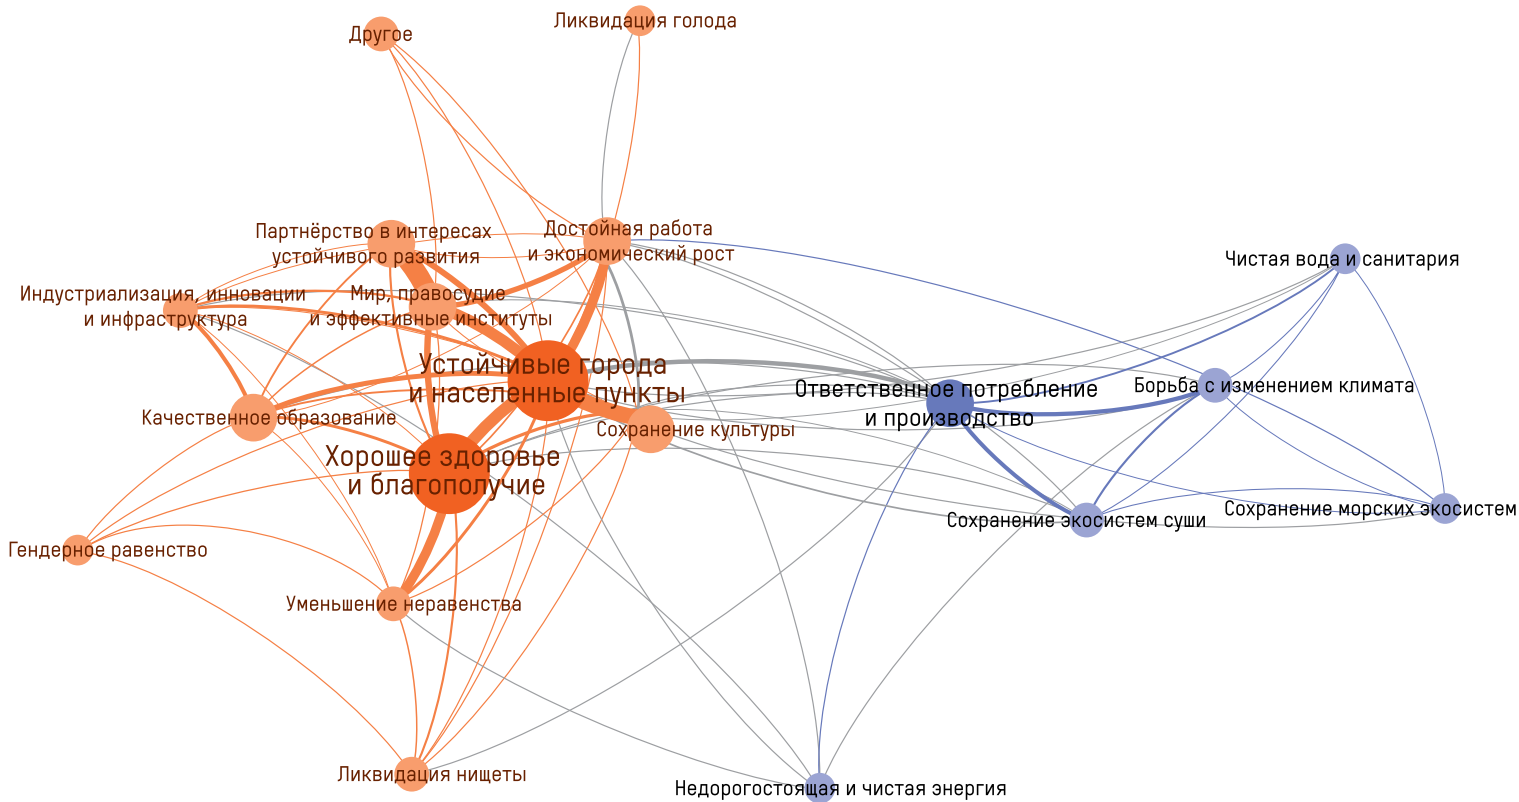 Ликвидация голода
Другое
Партнёрство в интересах
устойчивого развития
Достойная работа
и экономический рост
Чистая вода и санитария
Индустриализация, инновации
и инфраструктура
Мир, правосудие
и эффективные институты
Устойчивые города
и населенные пункты
Ответственное потребление
и производство
Борьба с изменением климата
Качественное образование
Сохранение культуры
Хорошее здоровье
и благополучие
Сохранение морских экосистем
Сохранение экосистем суши
Гендерное равенство
Уменьшение неравенства
Ликвидация нищеты
Недорогостоящая и чистая энергия